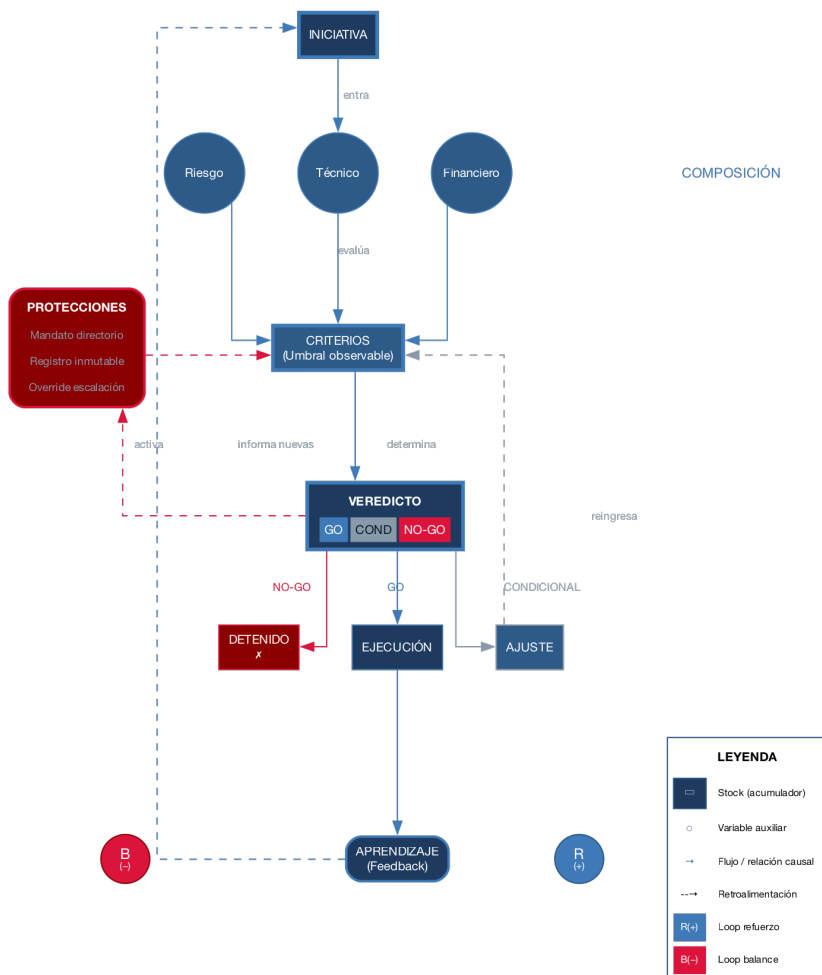 INICIATIVA
entra
Riesgo
Técnico
Financiero
COMPOSICIÓN
evalúa
PROTECCIONES
Mandato directorio
Registro inmutable
Override escalación
CRITERIOS
(Umbral observable)
activa
informa nuevas
determina
VEREDICTO
GO
COND
NO-GO
reingresa
NO-GO
GO
CONDICIONAL
DETENIDO
✗
EJECUCIÓN
AJUSTE
LEYENDA
Stock (acumulador)
Variable auxiliar
Flujo / relación causal
Retroalimentación
R(+)
Loop refuerzo
B(−)
Loop balance
B
(−)
APRENDIZAJE
(Feedback)
R
(+)